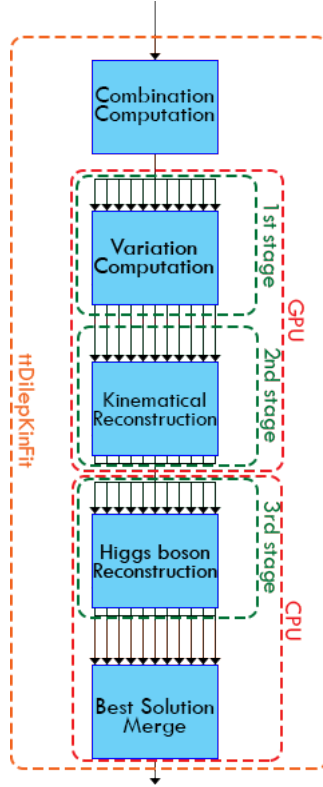 Combination
Computation
1st stage
Variation
Computation
GPU
2nd stage
Kinematical
Reconstruction
ttDilepKinFit
3rd stage
Higgs boson
Reconstruction
CPU
Best Solution
Merge